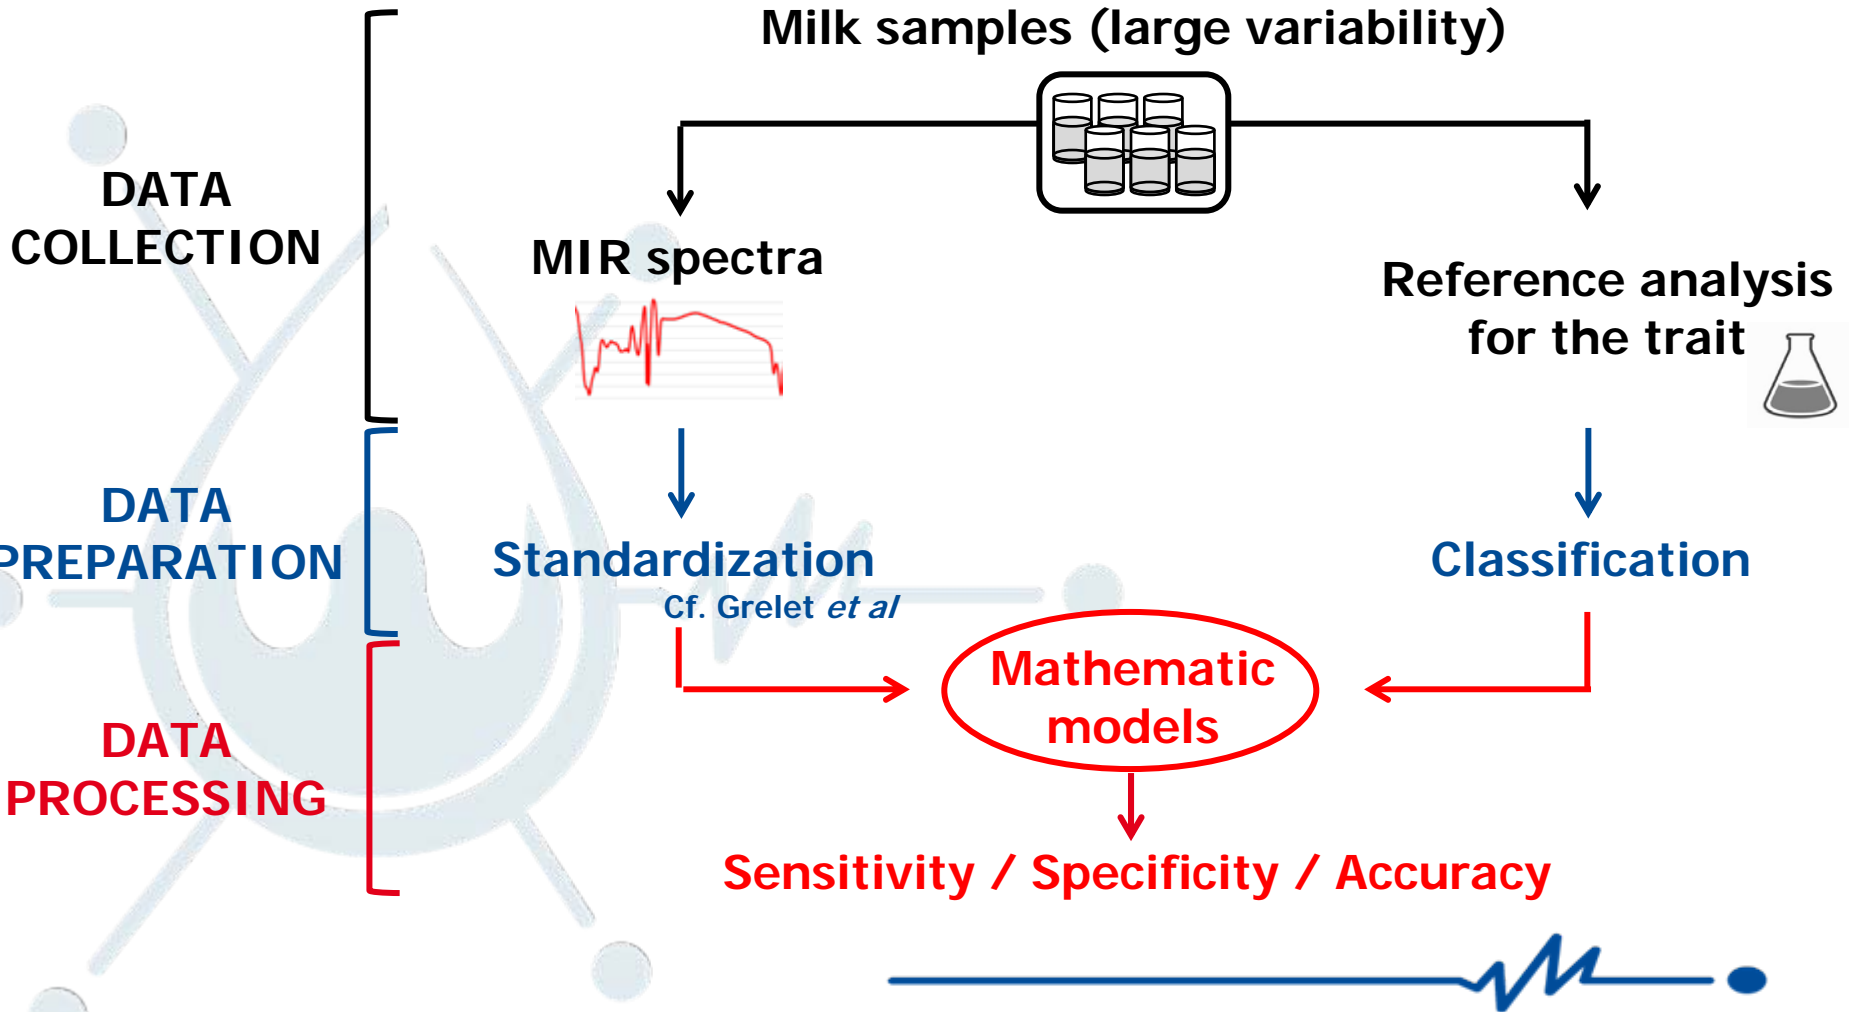 Milk samples (large variability)
DATA
COLLECTION
MIR spectra
Reference analysis
for the trait
DATA
PREPARATION
Standardization
Cf. Grelet et al
Classification
Mathematic
models
DATA
PROCESSING
Sensitivity / Specificity / Accuracy